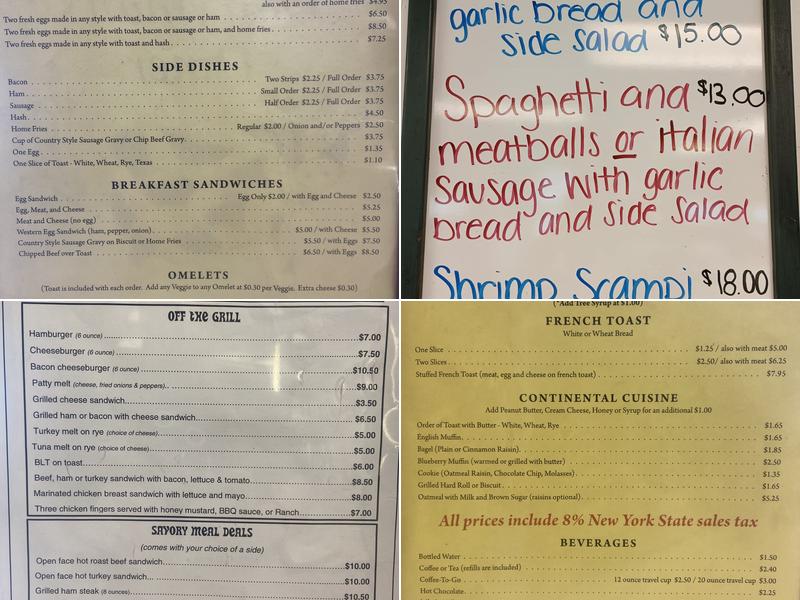 also with an order of home fries $4.95
Two fresh eggs made in any style with toast, bacon or sausage or ham $6.50
Two fresh eggs made in any style with toast, bacon or sausage or ham, and home fries $8.50
Two fresh eggs made in any style with toast and hash $7.25
SIDE DISHES
Bacon Two Strips $2.25 / Full Order $3.75
Ham Small Order $2.25 / Full Order $3.75
Sausage Half Order $2.25 / Full Order $3.75
Hash $4.50
Home Fries Regular $2.00 / Onion and/or Peppers $2.50
Cup of Country Style Sausage Gravy or Chip Beef Gravy $3.75
One Egg $1.35
One Slice of Toast - White, Wheat, Rye, Texas $1.10
BREAKFAST SANDWICHES
Egg Sandwich Egg Only $2.00 / with Egg and Cheese $2.50
Egg, Meat, and Cheese $5.25
Meat and Cheese (no egg) $5.00
Western Egg Sandwich (ham, pepper, onion) $5.00 / with Cheese $5.50
Country Style Sausage Gravy on Biscuit or Home Fries $5.50 / with Eggs $7.50
Chipped Beef over Toast $6.50 / with Eggs $8.50
OMELETS
(Toast is included with each order. Add any Veggie to any Omelet at $0.30 per Veggie. Extra cheese $0.30)
garlic bread and
side salad $15.00
Spaghetti and $13.00
meatballs or italian
sausage with garlic
bread and side salad
Shrimp Scampi $18.00
OFF THE GRILL
Hamburger (6 ounce) $7.00
Cheeseburger (6 ounce) $7.50
Bacon cheeseburger (6 ounce) $10.50
Patty melt (cheese, fried onions & peppers) $9.00
Grilled cheese sandwich $3.50
Grilled ham or bacon with cheese sandwich $6.50
Turkey melt on rye (choice of cheese) $5.00
Tuna melt on rye (choice of cheese) $5.00
BLT on toast $6.00
Beef, ham or turkey sandwich with bacon, lettuce & tomato $8.50
Marinated chicken breast sandwich with lettuce and mayo $8.00
Three chicken fingers served with honey mustard, BBQ sauce, or Ranch $7.00
SAVORY MEAL DEALS
(comes with your choice of a side)
Open face hot roast beef sandwich $10.00
Open face hot turkey sandwich $10.00
Grilled ham steak (8 ounces) $10.50
(*Add Tree Syrup at $1.00)
FRENCH TOAST
White or Wheat Bread
One Slice $1.25 / also with meat $5.00
Two Slices $2.50/ also with meat $6.25
Stuffed French Toast (meat, egg and cheese on french toast) $7.95
CONTINENTAL CUISINE
Add Peanut Butter, Cream Cheese, Honey or Syrup for an additional $1.00
Order of Toast with Butter - White, Wheat, Rye $1.65
English Muffin $1.65
Bagel (Plain or Cinnamon Raisin) $1.85
Blueberry Muffin (warmed or grilled with butter) $2.50
Cookie (Oatmeal Raisin, Chocolate Chip, Molasses) $1.35
Grilled Hard Roll or Biscuit $1.65
Oatmeal with Milk and Brown Sugar (raisins optional) $5.25
All prices include 8% New York State sales tax
BEVERAGES
Bottled Water $1.50
Coffee or Tea (refills are included) $2.40
Coffee-To-Go 12 ounce travel cup $2.50 / 20 ounce travel cup $3.00
Hot Chocolate $2.25